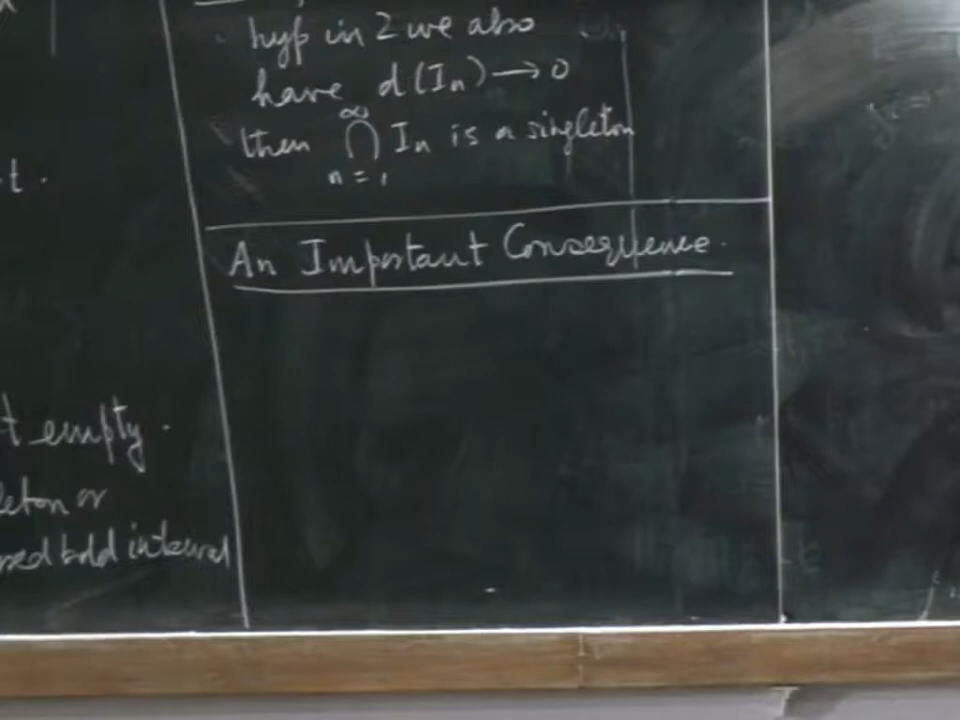 t.
t empty.
leton or
sed bdd interval
hyp in 2 we also
have d(Iₙ) → 0
then ∞ ⋂ n=1 Iₙ is a singleton
An Important Consequence.